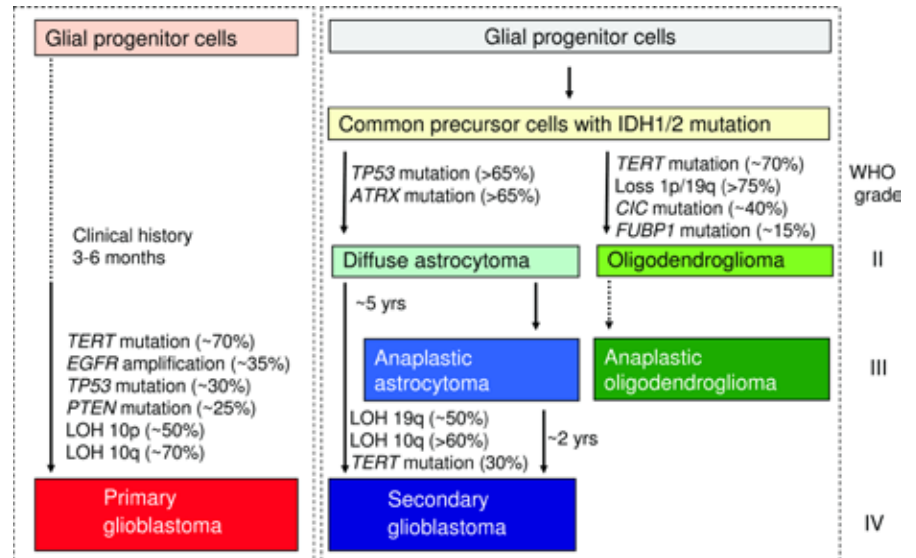 Glial progenitor cells
Clinical history
3-6 months
TERT mutation (~70%)
EGFR amplification (~35%)
TP53 mutation (~30%)
PTEN mutation (~25%)
LOH 10p (~50%)
LOH 10q (~70%)
Primary
glioblastoma
Glial progenitor cells
Common precursor cells with IDH1/2 mutation
TP53 mutation (>65%)
ATRX mutation (>65%)
TERT mutation (~70%)
Loss 1p/19q (>75%)
CIC mutation (~40%)
FUBP1 mutation (~15%)
Diffuse astrocytoma
Oligodendroglioma
~5 yrs
Anaplastic
astrocytoma
Anaplastic
oligodendroglioma
LOH 19q (~50%)
LOH 10q (>60%)
TERT mutation (30%)
~2 yrs
Secondary
glioblastoma
WHO
grade
II
III
IV